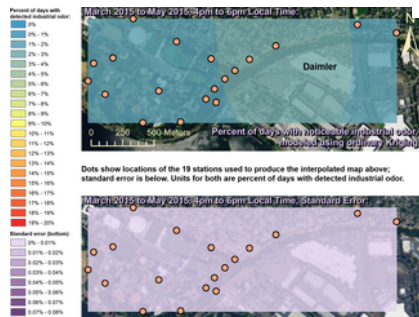 Percent of days with
detected industrial odor:
0%
0% - 1%
1% - 2%
2% - 3%
3% - 4%
4% - 5%
5% - 6%
6% - 7%
7% - 8%
8% - 9%
9% - 10%
10% - 11%
11% - 12%
12% - 13%
13% - 14%
14% - 15%
15% - 16%
16% - 17%
17% - 18%
18% - 19%
19% - 20%
Standard error (bottom):
0% - 0.01%
0.01% - 0.02%
0.02% - 0.03%
0.03% - 0.04%
0.04% - 0.05%
0.05% - 0.06%
0.06% - 0.07%
0.07% - 0.08%
March 2015 to May 2015: 4pm to 6pm Local Time:
N
Daimler
0 250 500 Meters
Percent of days with noticeable industrial odor,
modeled using ordinary Kriging
Dots show locations of the 19 stations used to produce the interpolated map above;
standard error is below. Units for both are percent of days with detected industrial odor.
March 2015 to May 2015: 4pm to 6pm Local Time, Standard Error: